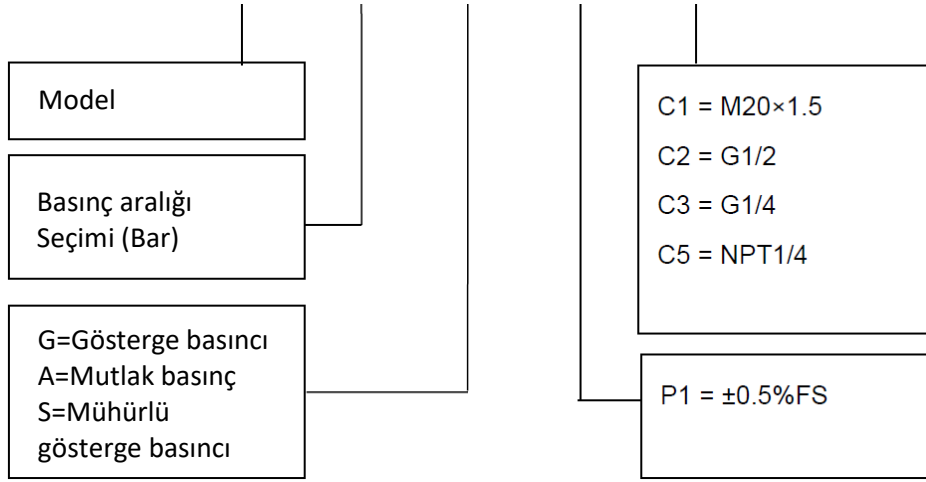 Model
Basınç aralığı
Seçimi (Bar)
G=Gösterge basıncı
A=Mutlak basınç
S=Mühürlü
gösterge basıncı
C1 = M20×1.5
C2 = G1/2
C3 = G1/4
C5 = NPT1/4
P1 = ±0.5%FS